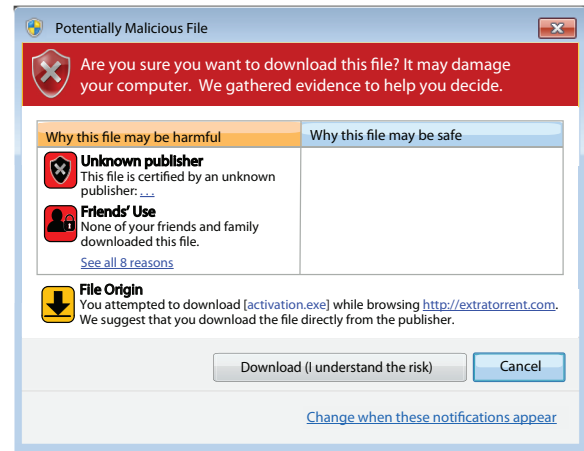 Potentially Malicious File
Are you sure you want to download this file? It may damage
your computer. We gathered evidence to help you decide.
Why this file may be harmful
Why this file may be safe
Unknown publisher
This file is certified by an unknown
publisher: . . .
Friends' Use
None of your friends and family
downloaded this file.
See all 8 reasons
File Origin
You attempted to download [activation.exe] while browsing http://extratorrent.com.
We suggest that you download the file directly from the publisher.
Download (I understand the risk)
Cancel
Change when these notifications appear